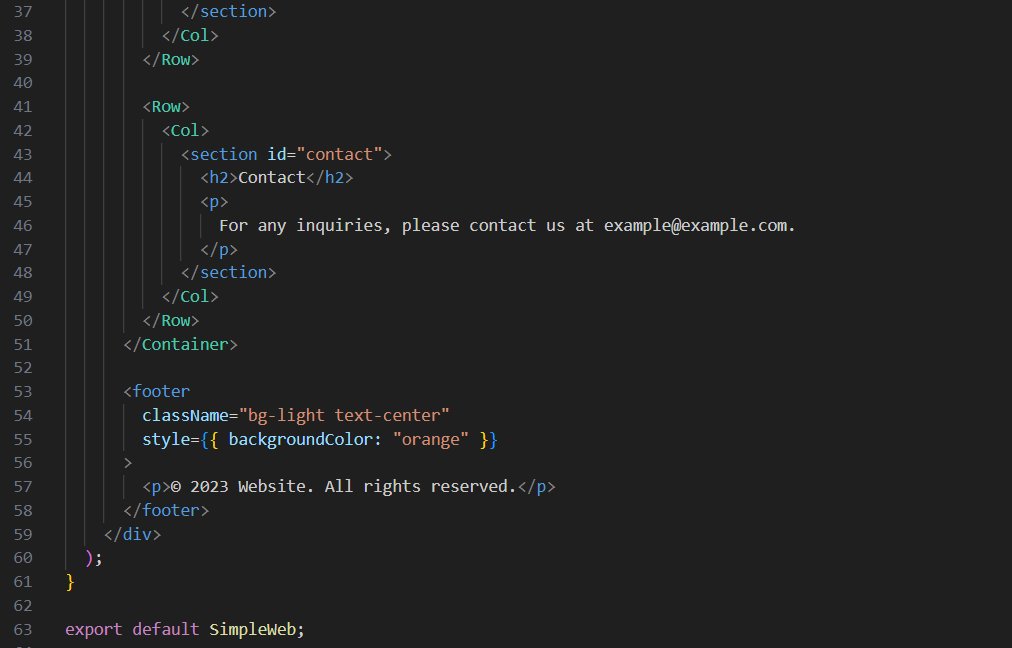 37 </section>
38 </Col>
39 </Row>
40
41 <Row>
42 <Col>
43 <section id="contact">
44 <h2>Contact</h2>
45 <p>
46 For any inquiries, please contact us at example@example.com.
47 </p>
48 </section>
49 </Col>
50 </Row>
51 </Container>
52
53 <footer
54 className="bg-light text-center"
55 style={{ backgroundColor: "orange" }}
56 >
57 <p>© 2023 Website. All rights reserved.</p>
58 </footer>
59 </div>
60 );
61 }
62
63 export default SimpleWeb;